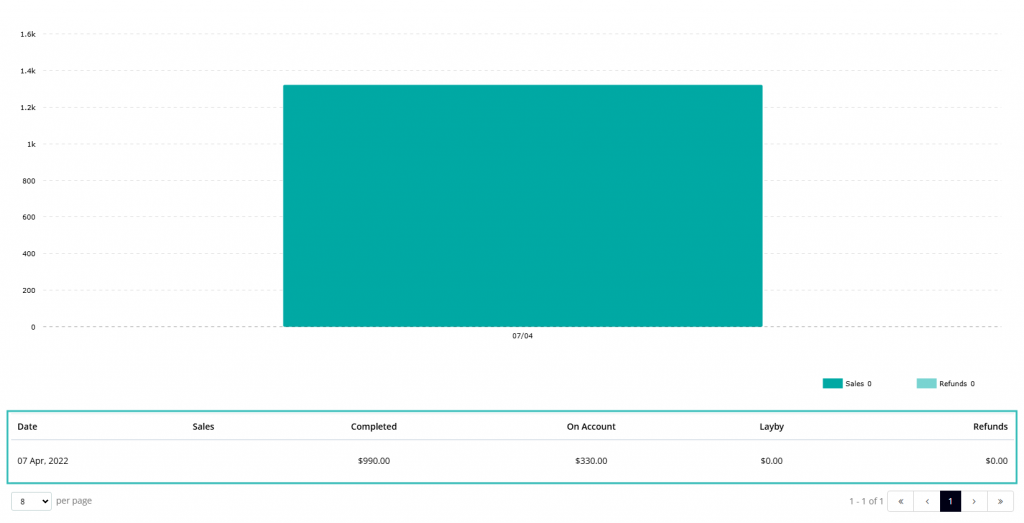 1.6k
1.4k
1.2k
1k
800
600
400
200
0
07/04
Sales 0 Refunds 0
Date Sales Completed On Account Layby Refunds
07 Apr, 2022 $990.00 $330.00 $0.00 $0.00
8 per page 1 - 1 of 1 « ‹ 1 › »